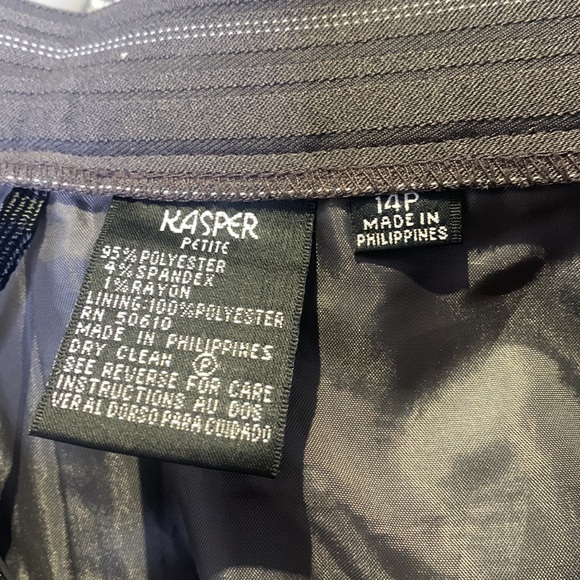 KASPER
PETITE
95% POLYESTER
4% SPANDEX
1% RAYON
LINING:100%POLYESTER
RN 50610
MADE IN PHILIPPINES
DRY CLEAN P
SEE REVERSE FOR CARE
INSTRUCTIONS AU DOS
VER AL DORSO PARA CUIDADO
14P
MADE IN
PHILIPPINES